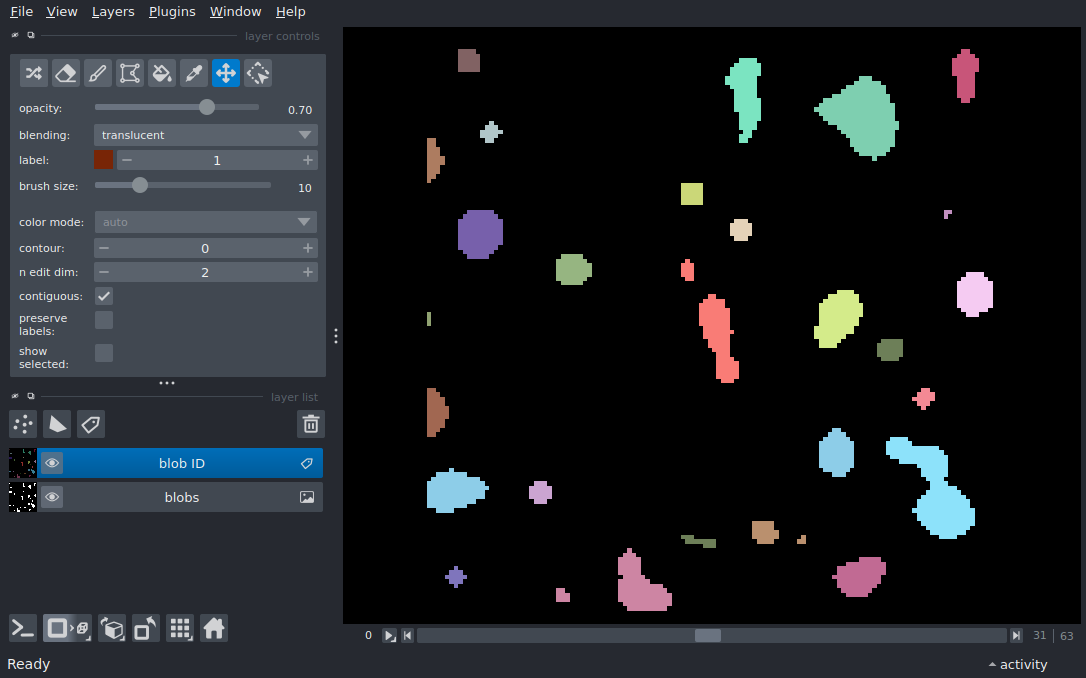 File View Layers Plugins Window Help
layer controls
opacity: 0.70
blending: translucent
label: 1
brush size: 10
color mode: auto
contour: 0
n edit dim: 2
contiguous:
preserve
labels:
show
selected:
layer list
blob ID
blobs
0 31 | 63
Ready activity